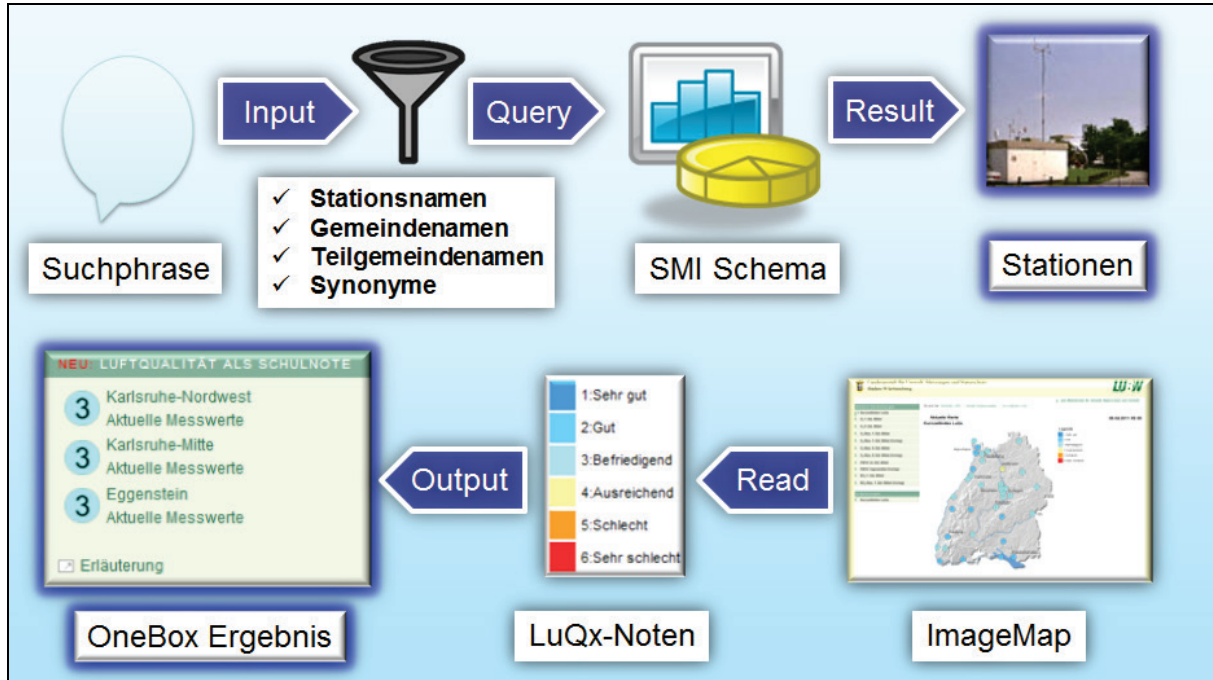 Input
Query
Result
Stationsnamen
Gemeindenamen
Teilgemeindenamen
Synonyme
Suchphrase
SMI Schema
Stationen
NEU: LUFTQUALITÄT ALS SCHULNOTE
3 Karlsruhe-Nordwest
Aktuelle Messwerte
3 Karlsruhe-Mitte
Aktuelle Messwerte
3 Eggenstein
Aktuelle Messwerte
Erläuterung
Output
1:Sehr gut
2:Gut
3:Befriedigend
4:Ausreichend
5:Schlecht
6:Sehr schlecht
Read
OneBox Ergebnis
LuQx-Noten
ImageMap